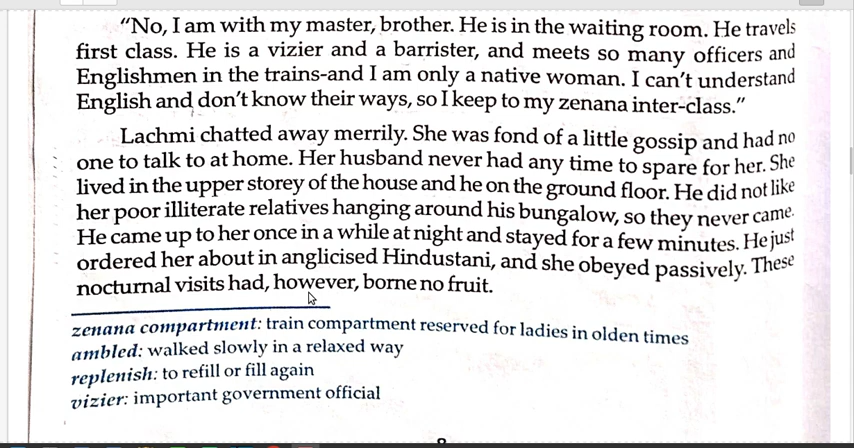 “No, I am with my master, brother. He is in the waiting room. He travels
first class. He is a vizier and a barrister, and meets so many officers and
Englishmen in the trains-and I am only a native woman. I can’t understand
English and don’t know their ways, so I keep to my zenana inter-class.”
Lachmi chatted away merrily. She was fond of a little gossip and had no
one to talk to at home. Her husband never had any time to spare for her. She
lived in the upper storey of the house and he on the ground floor. He did not like
her poor illiterate relatives hanging around his bungalow, so they never came.
He came up to her once in a while at night and stayed for a few minutes. He just
ordered her about in anglicised Hindustani, and she obeyed passively. These
nocturnal visits had, however, borne no fruit.
zenana compartment: train compartment reserved for ladies in olden times
ambled: walked slowly in a relaxed way
replenish: to refill or fill again
vizier: important government official